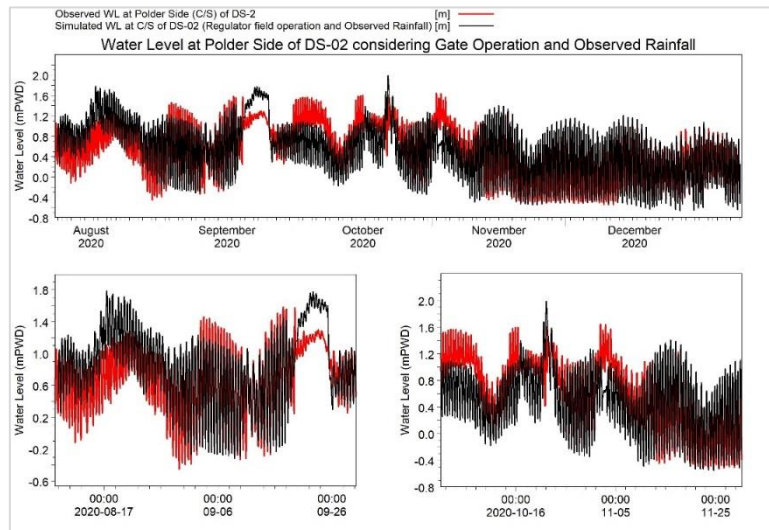 Observed WL at Polder Side (C/S) of DS-2 [m]
Simulated WL at C/S of DS-02 (Regulator field operation and Observed Rainfall) [m]
Water Level at Polder Side of DS-02 considering Gate Operation and Observed Rainfall
Water Level (mPWD)
2.0
1.6
1.2
0.8
0.4
0.0
-0.4
-0.8
August September October November December
2020 2020 2020 2020 2020
Water Level (mPWD)
1.8
1.4
1.0
0.6
0.2
-0.2
-0.6
00:00 00:00 00:00
2020-08-17 09-06 09-26
Water Level (mPWD)
2.0
1.6
1.2
0.8
0.4
0.0
-0.4
-0.8
00:00 00:00 00:00
2020-10-16 11-05 11-25